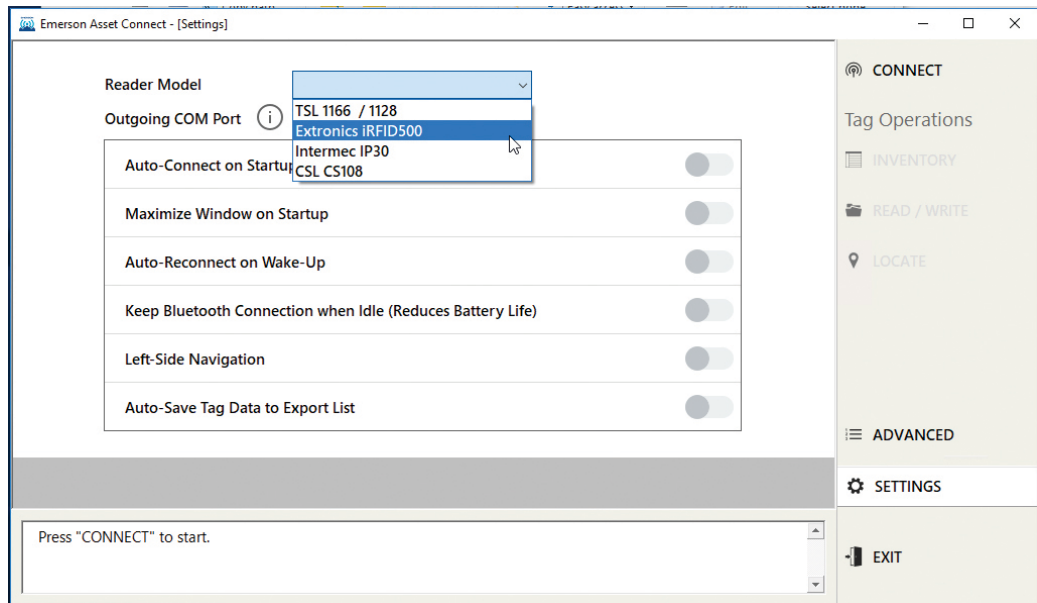 Emerson Asset Connect - [Settings]
Reader Model
TSL 1166 / 1128
Outgoing COM Port i
Extronics iRFID500
Intermec IP30
CSL CS108
Auto-Connect on Startup
Maximize Window on Startup
Auto-Reconnect on Wake-Up
Keep Bluetooth Connection when Idle (Reduces Battery Life)
Left-Side Navigation
Auto-Save Tag Data to Export List
Press "CONNECT" to start.
CONNECT
Tag Operations
INVENTORY
READ / WRITE
LOCATE
ADVANCED
SETTINGS
EXIT